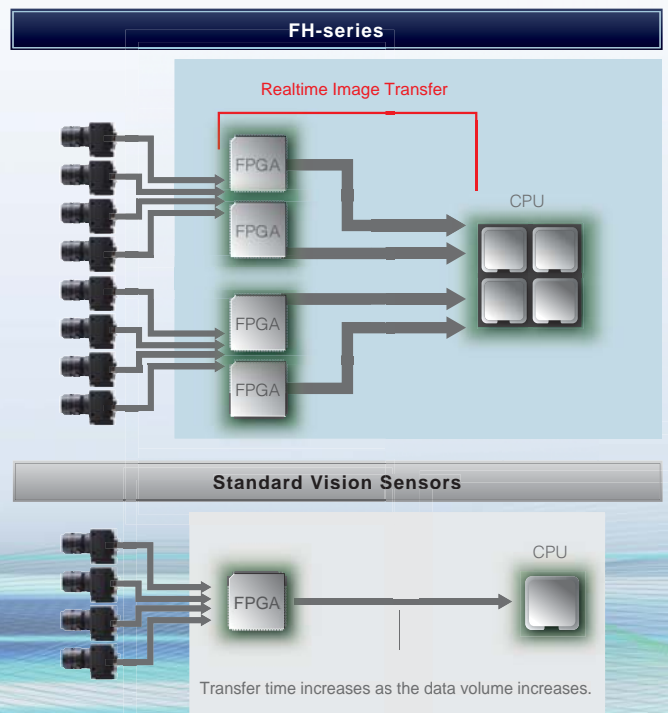 FH-series
Realtime Image Transfer
FPGA
CPU
FPGA
FPGA
FPGA
Standard Vision Sensors
CPU
FPGA
Transfer time increases as the data volume increases.